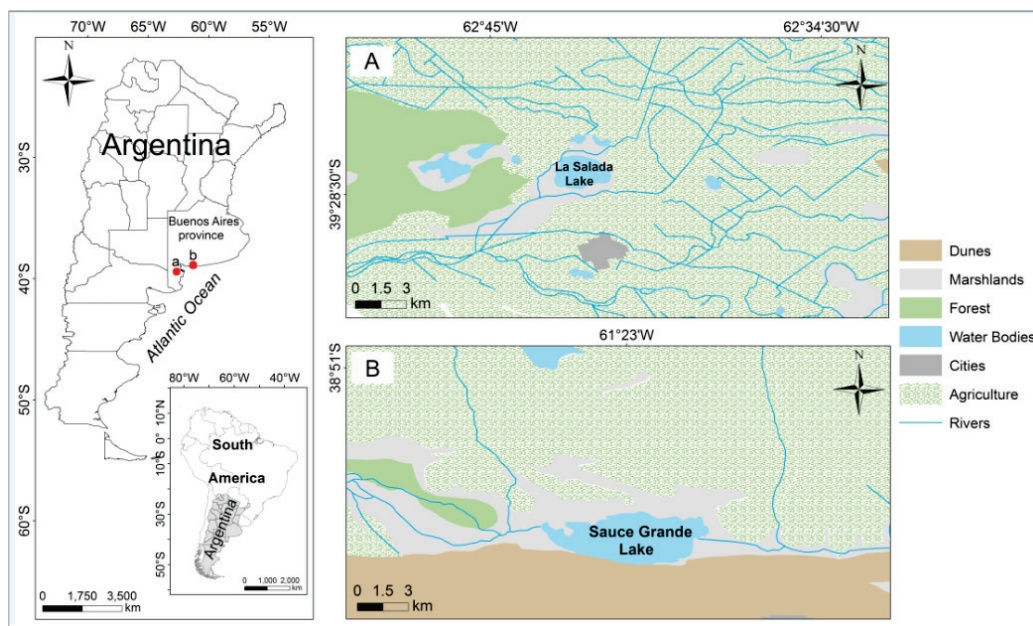 70°W 65°W 60°W 55°W
N
Argentina
30°S
Buenos Aires
province
a
b
40°S
Atlantic Ocean
50°S
60°S
0 1,750 3,500
km
80°W 60°W 40°W
10°N
0°
10°S
30°S
50°S
South
America
Argentina
0 1,000 2,000
km
62°45'W 62°34'30"W
A
N
39°28'30"S
La Salada
Lake
0 1.5 3
km
61°23'W
38°51'S
B
N
Sauce Grande
Lake
0 1.5 3
km
Dunes
Marshlands
Forest
Water Bodies
Cities
Agriculture
Rivers